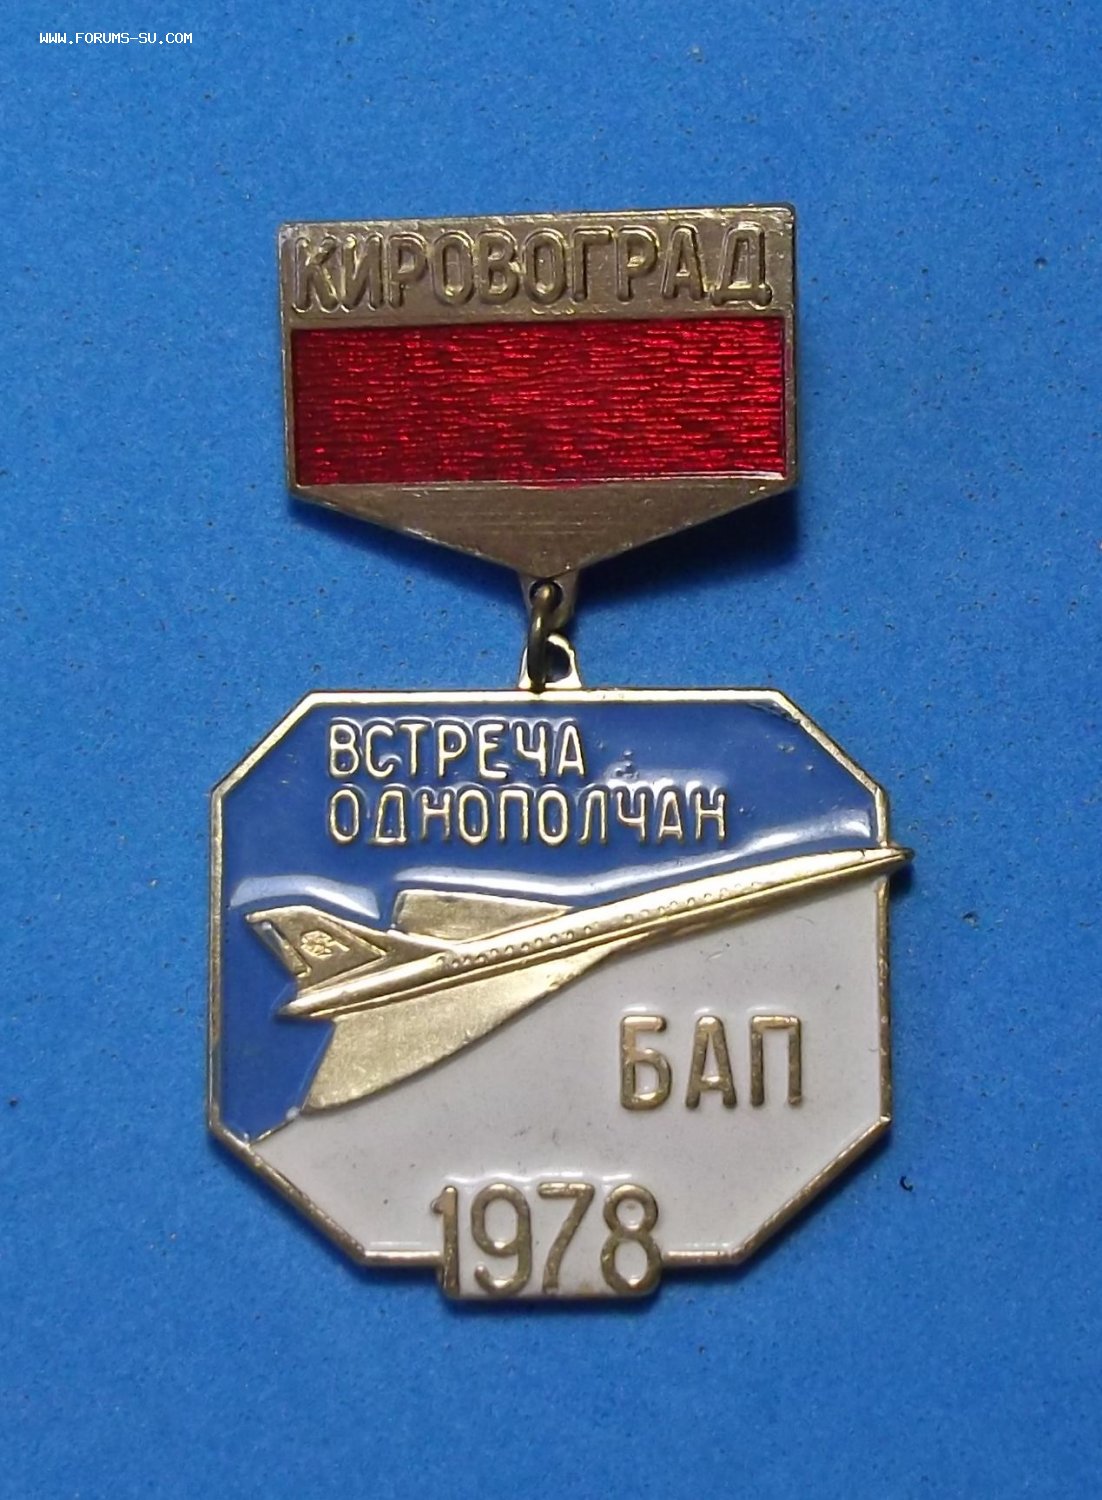 WWW.FORUMS-SU.COM
КИРОВОГРАД
ВСТРЕЧА
ОДНОПОЛЧАН
БАП
1978